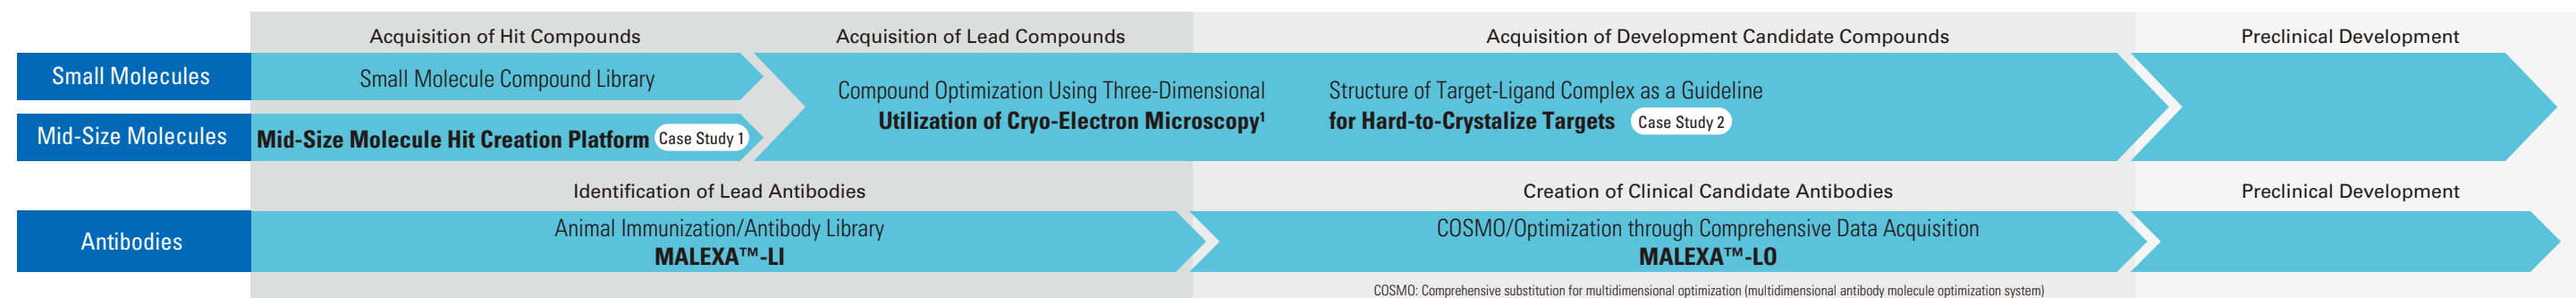 Acquisition of Hit Compounds
Acquisition of Lead Compounds
Acquisition of Development Candidate Compounds
Preclinical Development
Small Molecules
Small Molecule Compound Library
Mid-Size Molecules
Mid-Size Molecule Hit Creation Platform Case Study 1
Compound Optimization Using Three-Dimensional
Structure of Target-Ligand Complex as a Guideline
Utilization of Cryo-Electron Microscopy¹
for Hard-to-Crystalize Targets Case Study 2
Identification of Lead Antibodies
Creation of Clinical Candidate Antibodies
Preclinical Development
Antibodies
Animal Immunization/Antibody Library
MALEXA™-LI
COSMO/Optimization through Comprehensive Data Acquisition
MALEXA™-LO
COSMO: Comprehensive substitution for multidimensional optimization (multidimensional antibody molecule optimization system)